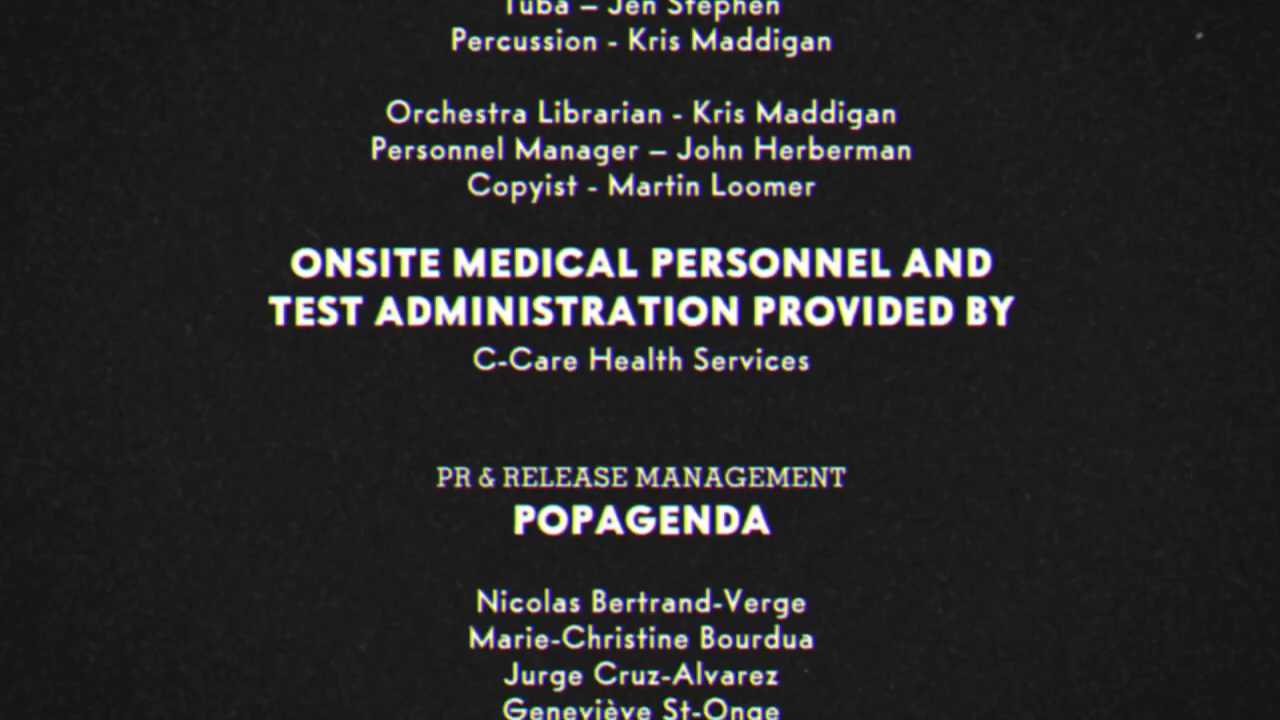 Tuba – Jen Stephen
Percussion - Kris Maddigan
Orchestra Librarian - Kris Maddigan
Personnel Manager – John Herberman
Copyist - Martin Loomer
ONSITE MEDICAL PERSONNEL AND
TEST ADMINISTRATION PROVIDED BY
C-Care Health Services
PR & RELEASE MANAGEMENT
POPAGENDA
Nicolas Bertrand-Verge
Marie-Christine Bourdua
Jurge Cruz-Alvarez
Geneviève St-Onge